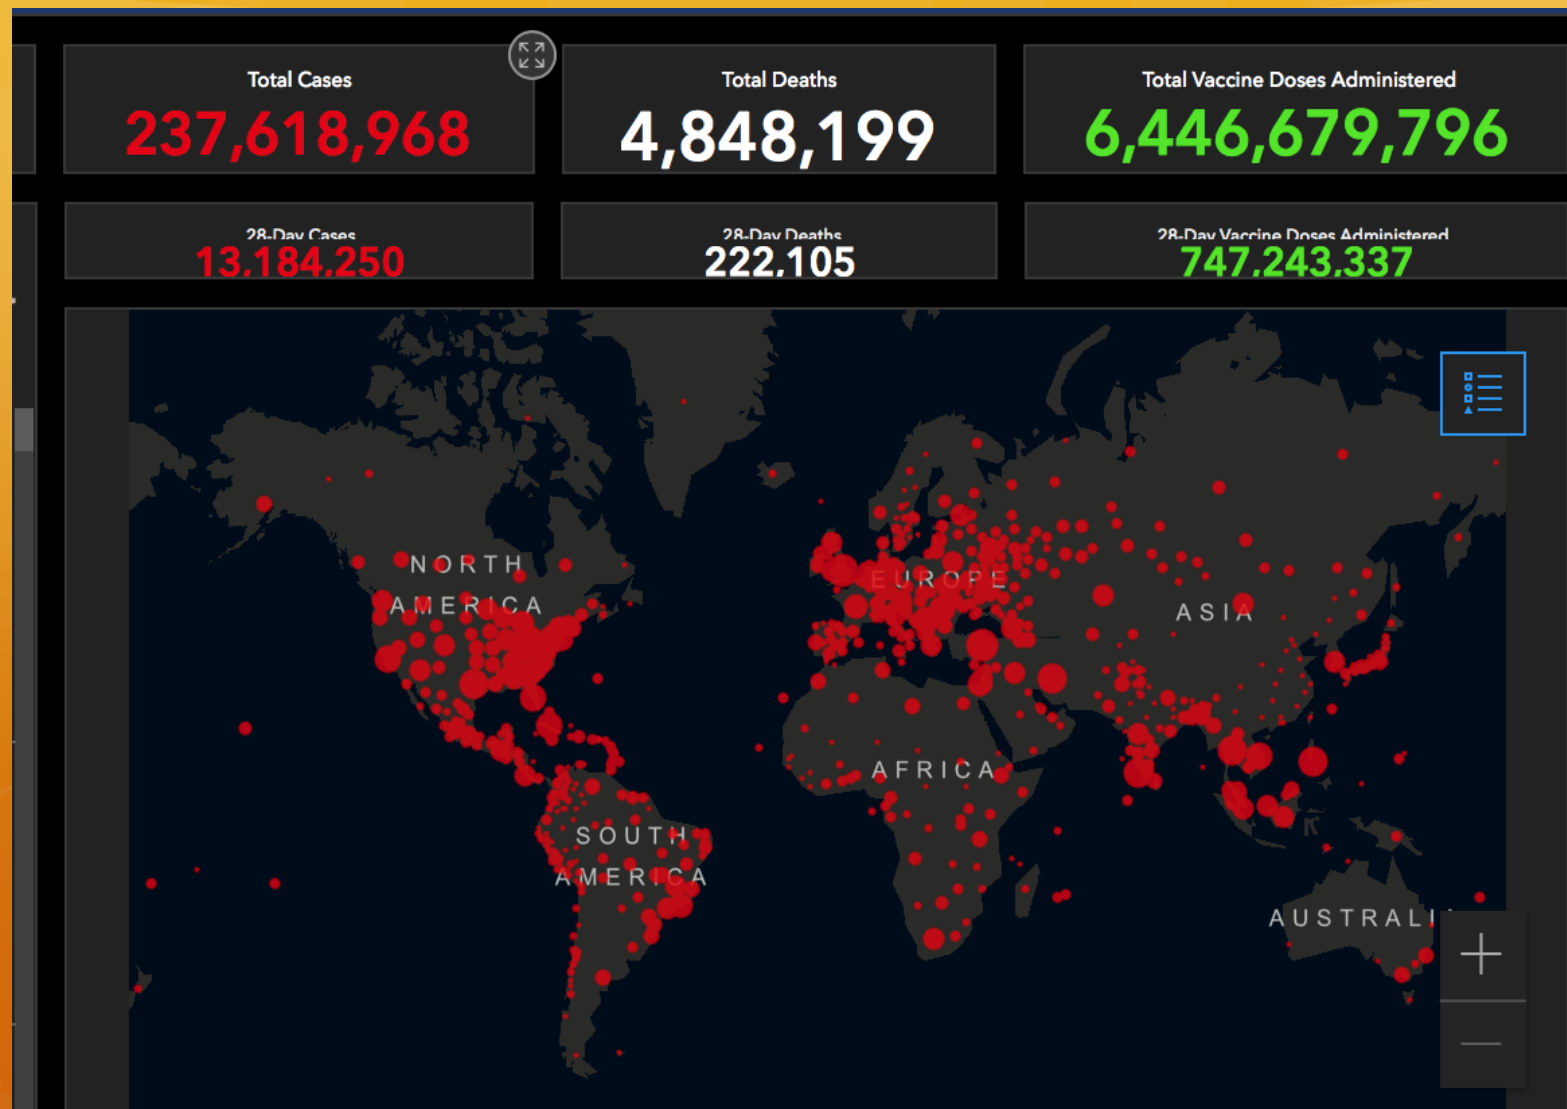 Total Cases
237,618,968
Total Deaths
4,848,199
Total Vaccine Doses Administered
6,446,679,796
28-Day Cases
13,184,250
28-Day Deaths
222,105
28-Day Vaccine Doses Administered
747,243,337
NORTH
AMERICA
EUROPE
ASIA
AFRICA
SOUTH
AMERICA
AUSTRALI